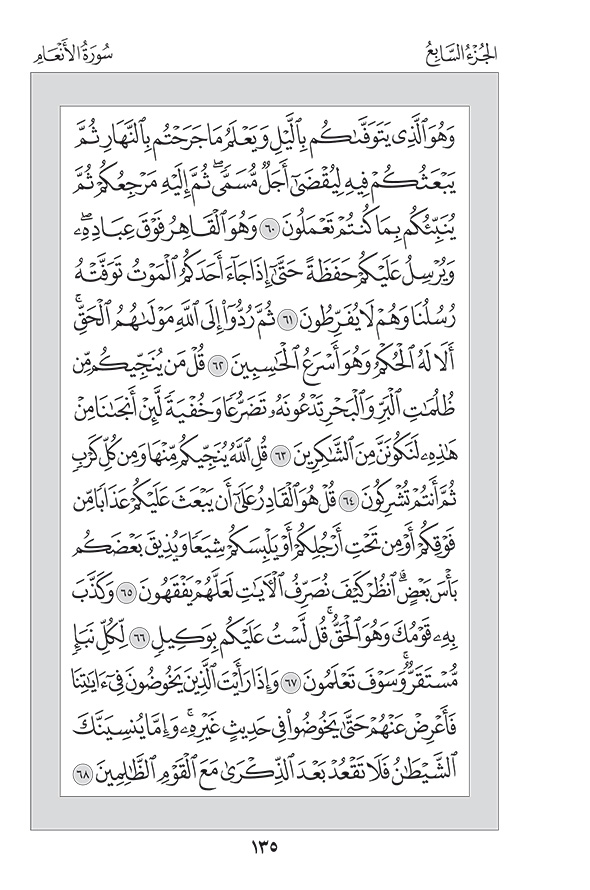 الجُزْءُ السَّابِعُ
سُورَةُ الأَنْعَامِ
وَهُوَ ٱلَّذِي يَتَوَفَّىٰكُم بِٱلَّيۡلِ وَيَعۡلَمُ مَا جَرَحۡتُم بِٱلنَّهَارِ ثُمَّ
يَبۡعَثُكُمۡ فِيهِ لِيُقۡضَىٰٓ أَجَلٞ مُّسَمّٗىۖ ثُمَّ إِلَيۡهِ مَرۡجِعُكُمۡ ثُمَّ
يُنَبِّئُكُم بِمَا كُنتُمۡ تَعۡمَلُونَ ٦٠ وَهُوَ ٱلۡقَاهِرُ فَوۡقَ عِبَادِهِۦۖ
وَيُرۡسِلُ عَلَيۡكُمۡ حَفَظَةً حَتَّىٰٓ إِذَا جَآءَ أَحَدَكُمُ ٱلۡمَوۡتُ تَوَفَّتۡهُ
رُسُلُنَا وَهُمۡ لَا يُفَرِّطُونَ ٦١ ثُمَّ رُدُّوٓاْ إِلَى ٱللَّهِ مَوۡلَىٰهُمُ ٱلۡحَقِّۚ
أَلَا لَهُ ٱلۡحُكۡمُ وَهُوَ أَسۡرَعُ ٱلۡحَٰسِبِينَ ٦٢ قُلۡ مَن يُنَجِّيكُم مِّن
ظُلُمَٰتِ ٱلۡبَرِّ وَٱلۡبَحۡرِ تَدۡعُونَهُۥ تَضَرُّعٗا وَخُفۡيَةٗ لَّئِنۡ أَنجَىٰنَا مِنۡ
هَٰذِهِۦ لَنَكُونَنَّ مِنَ ٱلشَّٰكِرِينَ ٦٣ قُلِ ٱللَّهُ يُنَجِّيكُم مِّنۡهَا وَمِن كُلِّ كَرۡبٖ
ثُمَّ أَنتُمۡ تُشۡرِكُونَ ٦٤ قُلۡ هُوَ ٱلۡقَادِرُ عَلَىٰٓ أَن يَبۡعَثَ عَلَيۡكُمۡ عَذَابٗا مِّن
فَوۡقِكُمۡ أَوۡ مِن تَحۡتِ أَرۡجُلِكُمۡ أَوۡ يَلۡبِسَكُمۡ شِيَعٗا وَيُذِيقَ بَعۡضَكُم
بَأۡسَ بَعۡضٍۗ ٱنظُرۡ كَيۡفَ نُصَرِّفُ ٱلۡأٓيَٰتِ لَعَلَّهُمۡ يَفۡقَهُونَ ٦٥ وَكَذَّبَ
بِهِۦ قَوۡمُكَ وَهُوَ ٱلۡحَقُّۚ قُل لَّسۡتُ عَلَيۡكُم بِوَكِيلٖ ٦٦ لِّكُلِّ نَبَإٖ
مُّسۡتَقَرّٞۚ وَسَوۡفَ تَعۡلَمُونَ ٦٧ وَإِذَا رَأَيۡتَ ٱلَّذِينَ يَخُوضُونَ فِيٓ ءَايَٰتِنَا
فَأَعۡرِضۡ عَنۡهُمۡ حَتَّىٰ يَخُوضُواْ فِي حَدِيثٍ غَيۡرِهِۦۚ وَإِمَّا يُنسِيَنَّكَ
ٱلشَّيۡطَٰنُ فَلَا تَقۡعُدۡ بَعۡدَ ٱلذِّكۡرَىٰ مَعَ ٱلۡقَوۡمِ ٱلظَّٰلِمِينَ ٦٨
١٣٥